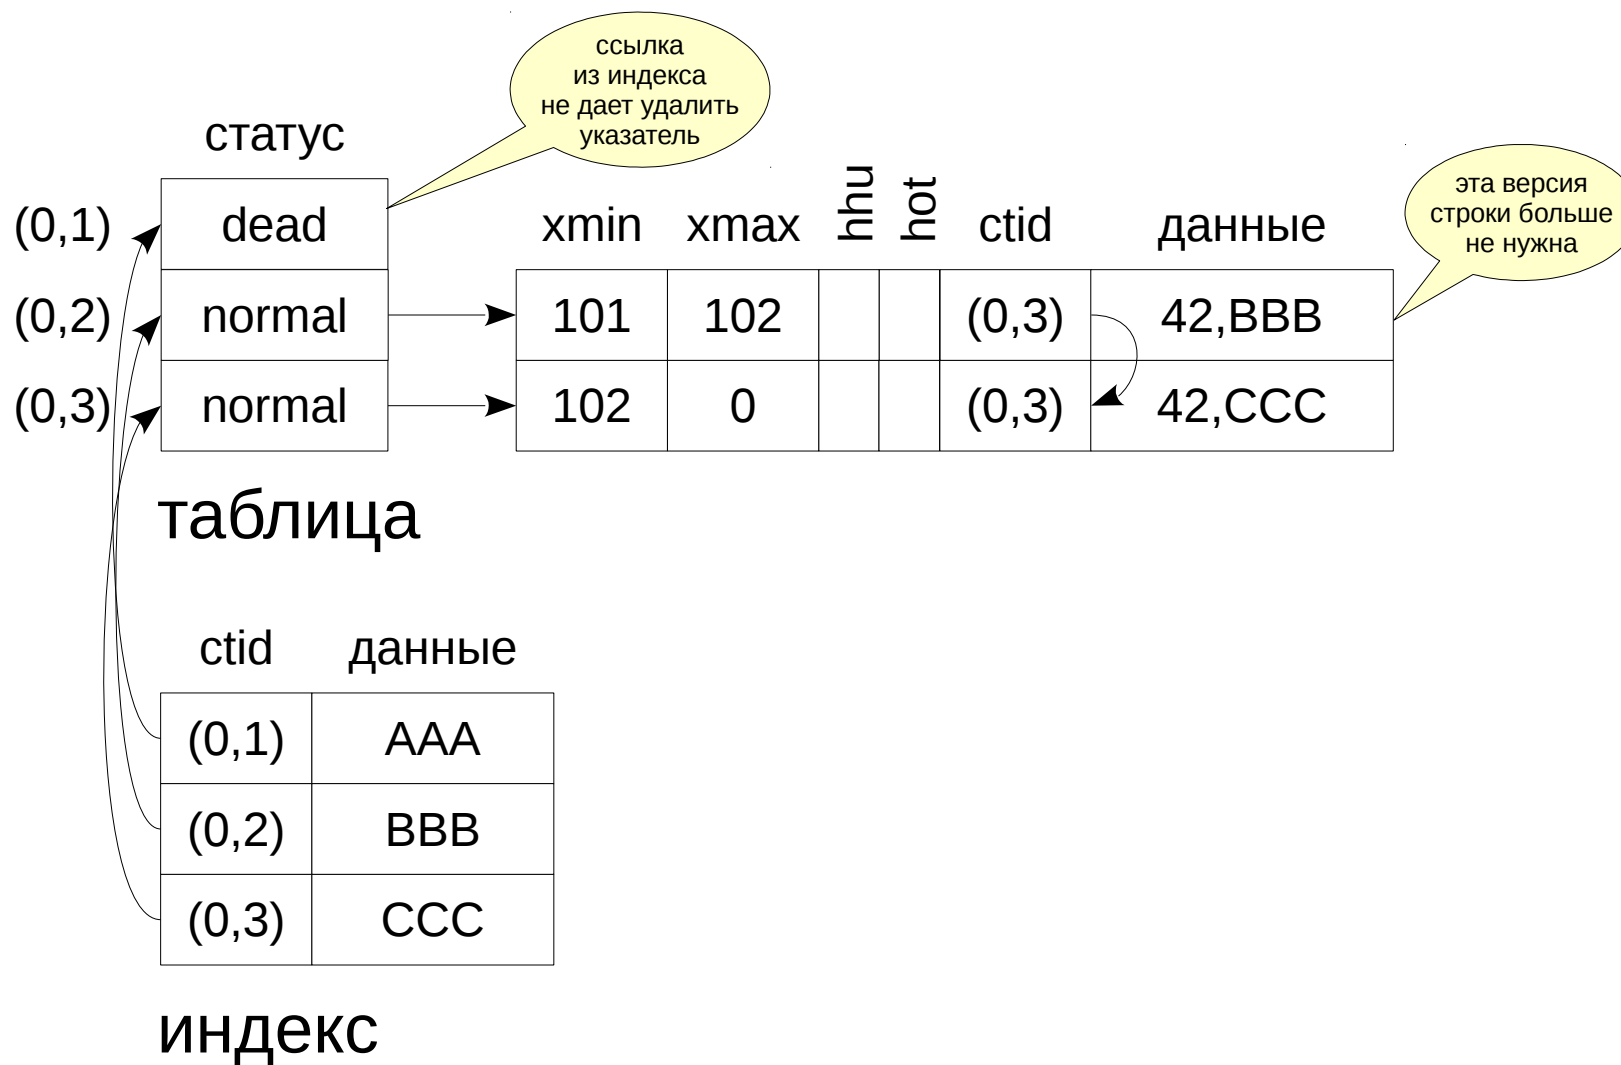 ссылка
из индекса
не дает удалить
указатель
статус
эта версия
строки больше
не нужна
xmin xmax hhu hot ctid данные
(0,1) dead
(0,2) normal 101 102 (0,3) 42,BBB
(0,3) normal 102 0 (0,3) 42,CCC
таблица
ctid данные
(0,1) AAA
(0,2) BBB
(0,3) CCC
индекс